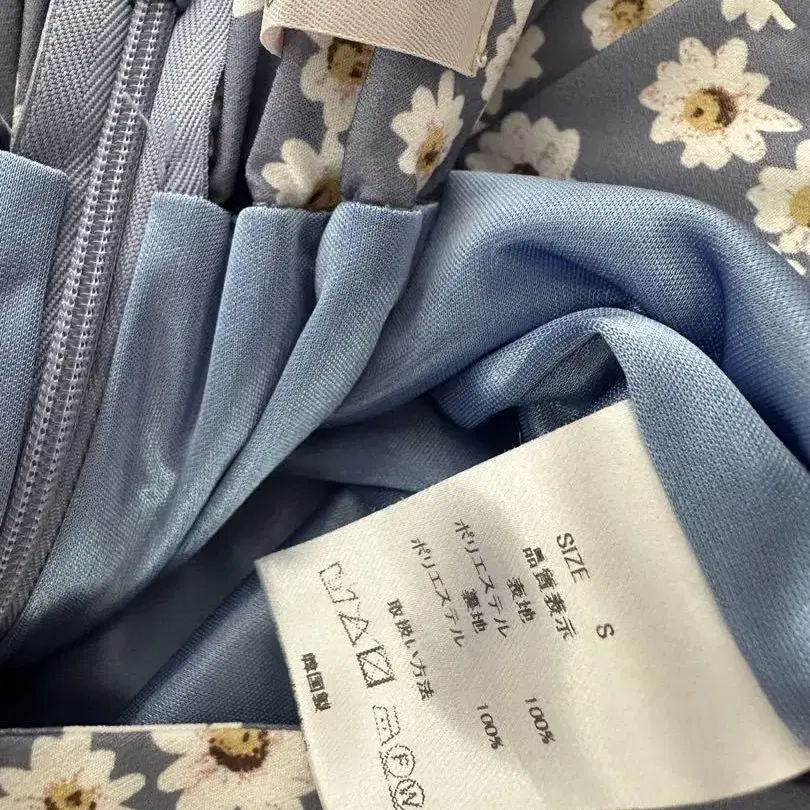 SIZE S
品質表示
表地
ポリエステル 100%
裏地
ポリエステル 100%
取扱い方法
F W
韓国製